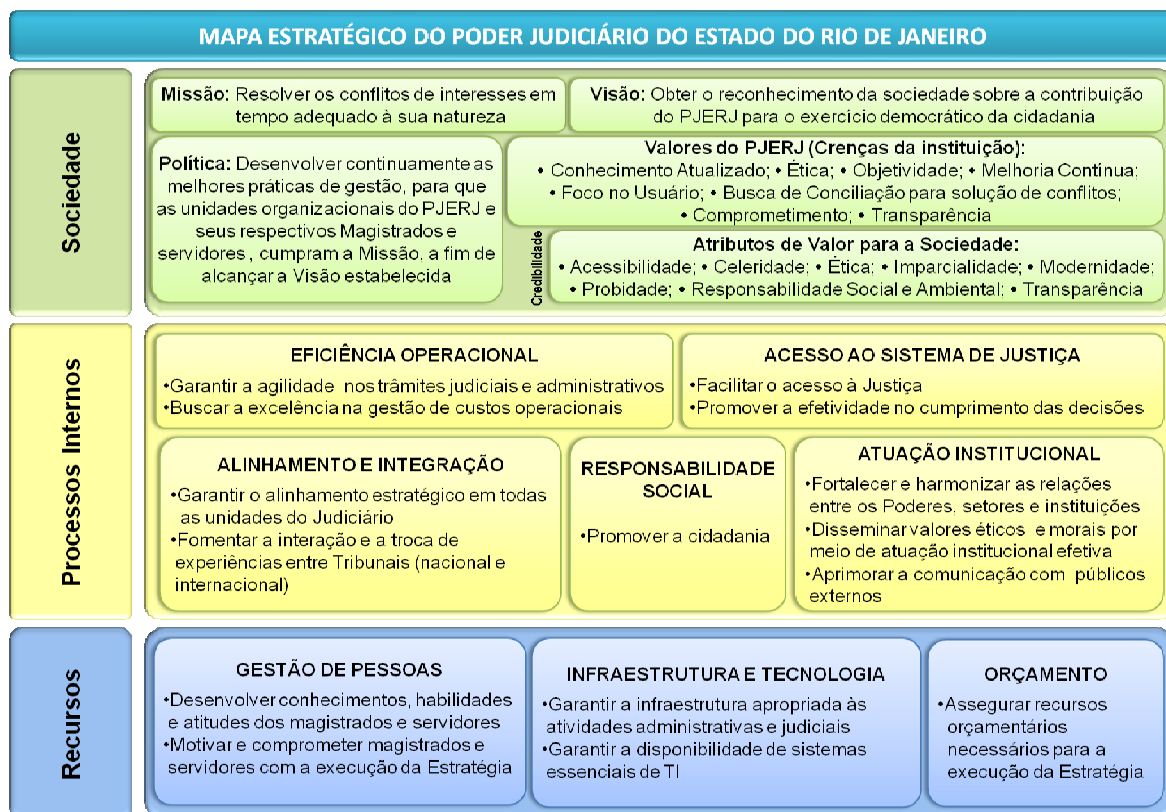 MAPA ESTRATÉGICO DO PODER JUDICIÁRIO DO ESTADO DO RIO DE JANEIRO
Sociedade
Missão: Resolver os conflitos de interesses em
tempo adequado à sua natureza
Visão: Obter o reconhecimento da sociedade sobre a contribuição
do PJERJ para o exercício democrático da cidadania
Política: Desenvolver continuamente as
melhores práticas de gestão, para que
as unidades organizacionais do PJERJ e
seus respectivos Magistrados e
servidores , cumpram a Missão, a fim de
alcançar a Visão estabelecida
Valores do PJERJ (Crenças da instituição):
• Conhecimento Atualizado; • Ética; • Objetividade; • Melhoria Contínua;
• Foco no Usuário; • Busca de Conciliação para solução de conflitos;
• Comprometimento; • Transparência
Credibilidade
Atributos de Valor para a Sociedade:
• Acessibilidade; • Celeridade; • Ética; • Imparcialidade; • Modernidade;
• Probidade; • Responsabilidade Social e Ambiental; • Transparência
Processos Internos
EFICIÊNCIA OPERACIONAL
•Garantir a agilidade nos trâmites judiciais e administrativos
•Buscar a excelência na gestão de custos operacionais
ACESSO AO SISTEMA DE JUSTIÇA
•Facilitar o acesso à Justiça
•Promover a efetividade no cumprimento das decisões
ALINHAMENTO E INTEGRAÇÃO
•Garantir o alinhamento estratégico em todas
as unidades do Judiciário
•Fomentar a interação e a troca de
experiências entre Tribunais (nacional e
internacional)
RESPONSABILIDADE
SOCIAL
•Promover a cidadania
ATUAÇÃO INSTITUCIONAL
•Fortalecer e harmonizar as relações
entre os Poderes, setores e instituições
•Disseminar valores éticos e morais por
meio de atuação institucional efetiva
•Aprimorar a comunicação com públicos
externos
Recursos
GESTÃO DE PESSOAS
•Desenvolver conhecimentos, habilidades
e atitudes dos magistrados e servidores
•Motivar e comprometer magistrados e
servidores com a execução da Estratégia
INFRAESTRUTURA E TECNOLOGIA
•Garantir a infraestrutura apropriada às
atividades administrativas e judiciais
•Garantir a disponibilidade de sistemas
essenciais de TI
ORÇAMENTO
•Assegurar recursos
orçamentários
necessários para a
execução da Estratégia